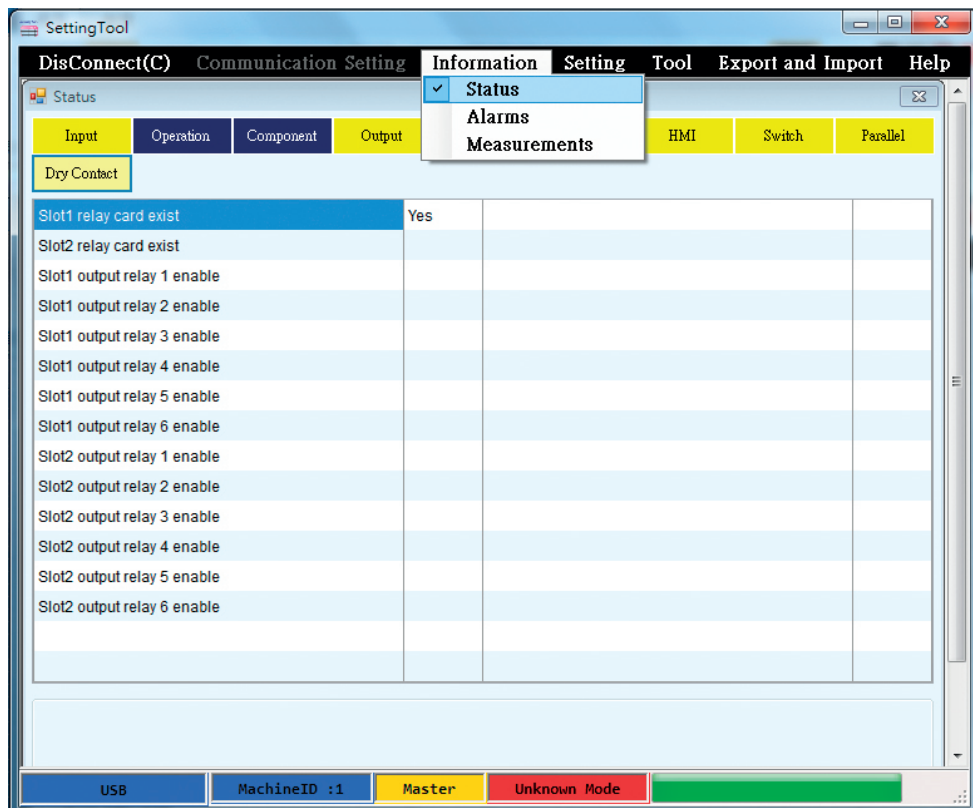 SettingTool
DisConnect(C) Communication Setting Information Setting Tool Export and Import Help
Status
Status
Alarms
Measurements
Input Operation Component Output HMI Switch Parallel
Dry Contact
Slot1 relay card exist Yes
Slot2 relay card exist
Slot1 output relay 1 enable
Slot1 output relay 2 enable
Slot1 output relay 3 enable
Slot1 output relay 4 enable
Slot1 output relay 5 enable
Slot1 output relay 6 enable
Slot2 output relay 1 enable
Slot2 output relay 2 enable
Slot2 output relay 3 enable
Slot2 output relay 4 enable
Slot2 output relay 5 enable
Slot2 output relay 6 enable
USB MachineID :1 Master Unknown Mode